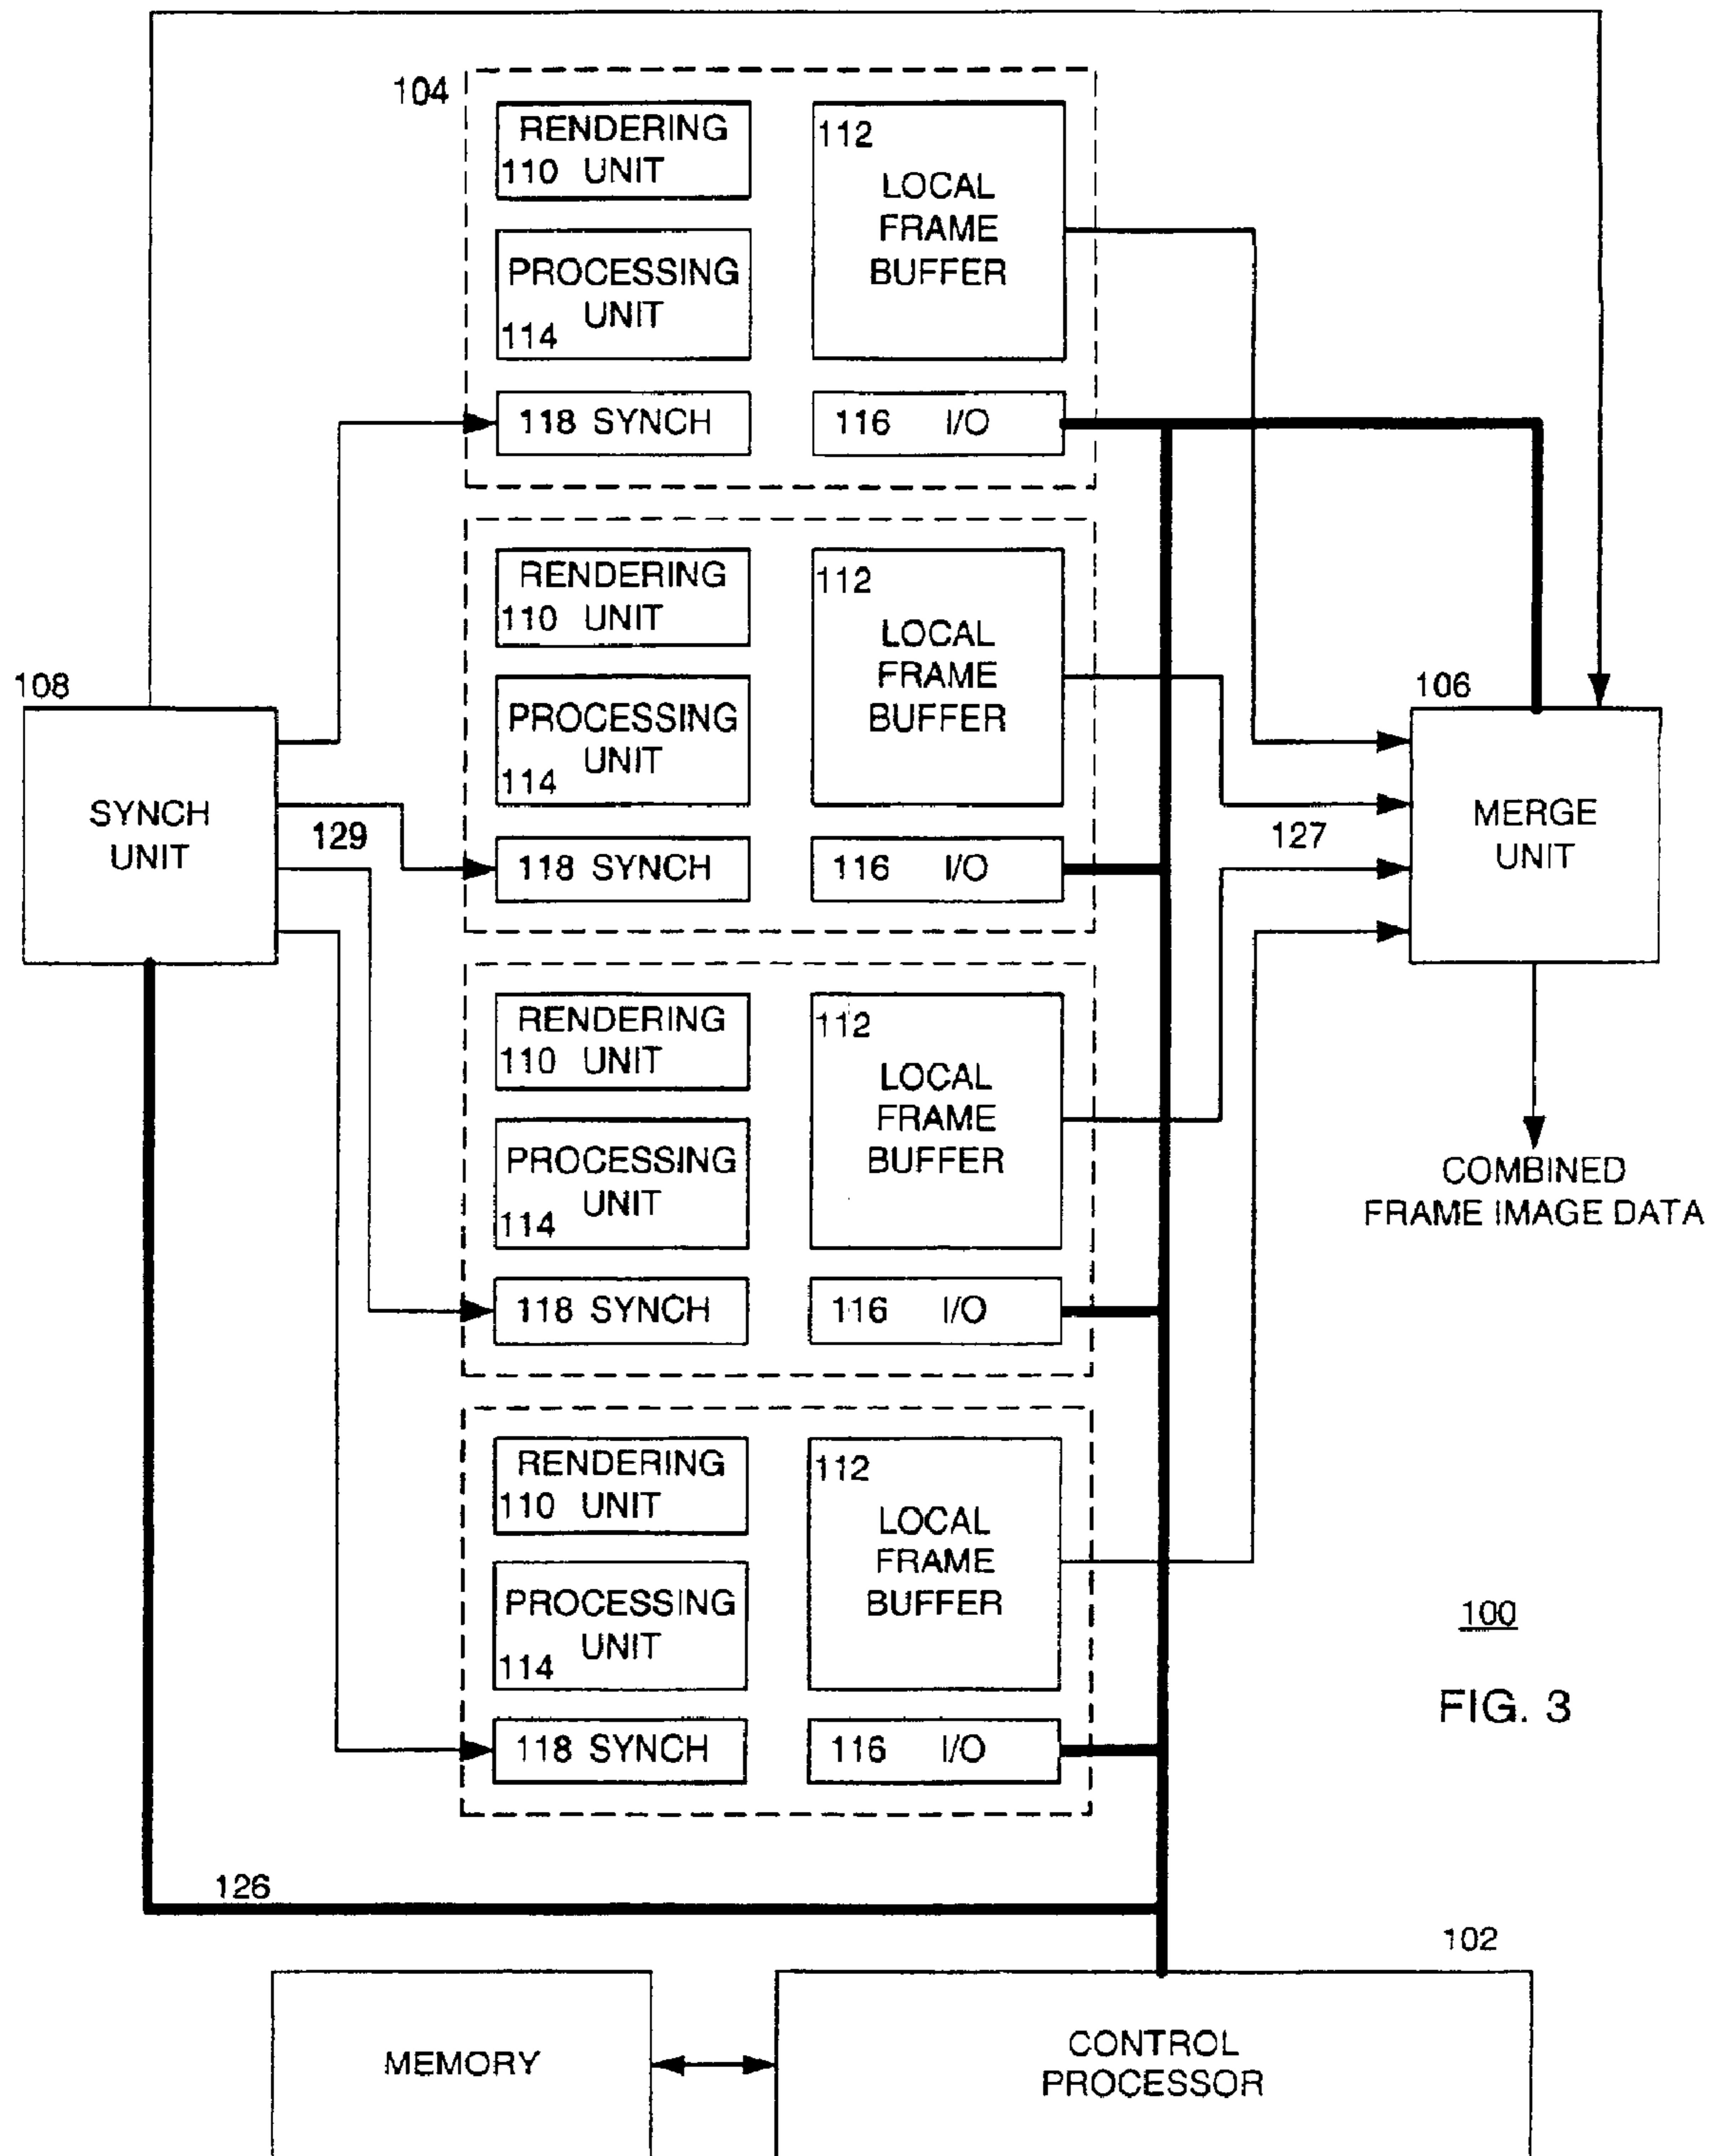 104
RENDERING
110 UNIT
112
LOCAL
FRAME
BUFFER
PROCESSING
UNIT
114
118 SYNCH
116 I/O
RENDERING
110 UNIT
112
LOCAL
FRAME
BUFFER
PROCESSING
UNIT
114
118 SYNCH
116 I/O
108
SYNCH
UNIT
129
106
MERGE
UNIT
127
RENDERING
110 UNIT
112
LOCAL
FRAME
BUFFER
PROCESSING
UNIT
114
118 SYNCH
116 I/O
COMBINED
FRAME IMAGE DATA
RENDERING
110 UNIT
112
LOCAL
FRAME
BUFFER
PROCESSING
UNIT
114
118 SYNCH
116 I/O
100
FIG. 3
126
102
MEMORY
CONTROL
PROCESSOR